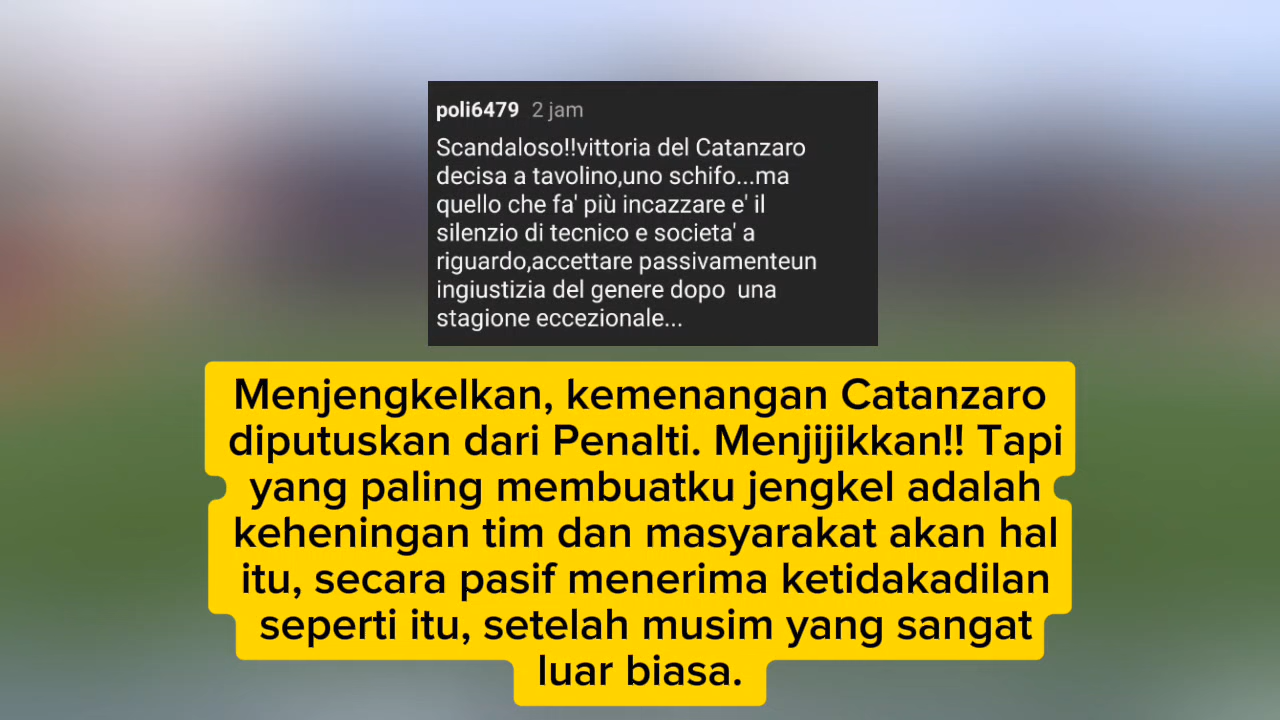 poli6479 2 jam
Scandaloso!!vittoria del Catanzaro
decisa a tavolino,uno schifo...ma
quello che fa' più incazzare e' il
silenzio di tecnico e societa' a
riguardo,accettare passivamenteun
ingiustizia del genere dopo una
stagione eccezionale...
Menjengkelkan, kemenangan Catanzaro
diputuskan dari Penalti. Menjijikkan!! Tapi
yang paling membuatku jengkel adalah
keheningan tim dan masyarakat akan hal
itu, secara pasif menerima ketidakadilan
seperti itu, setelah musim yang sangat
luar biasa.